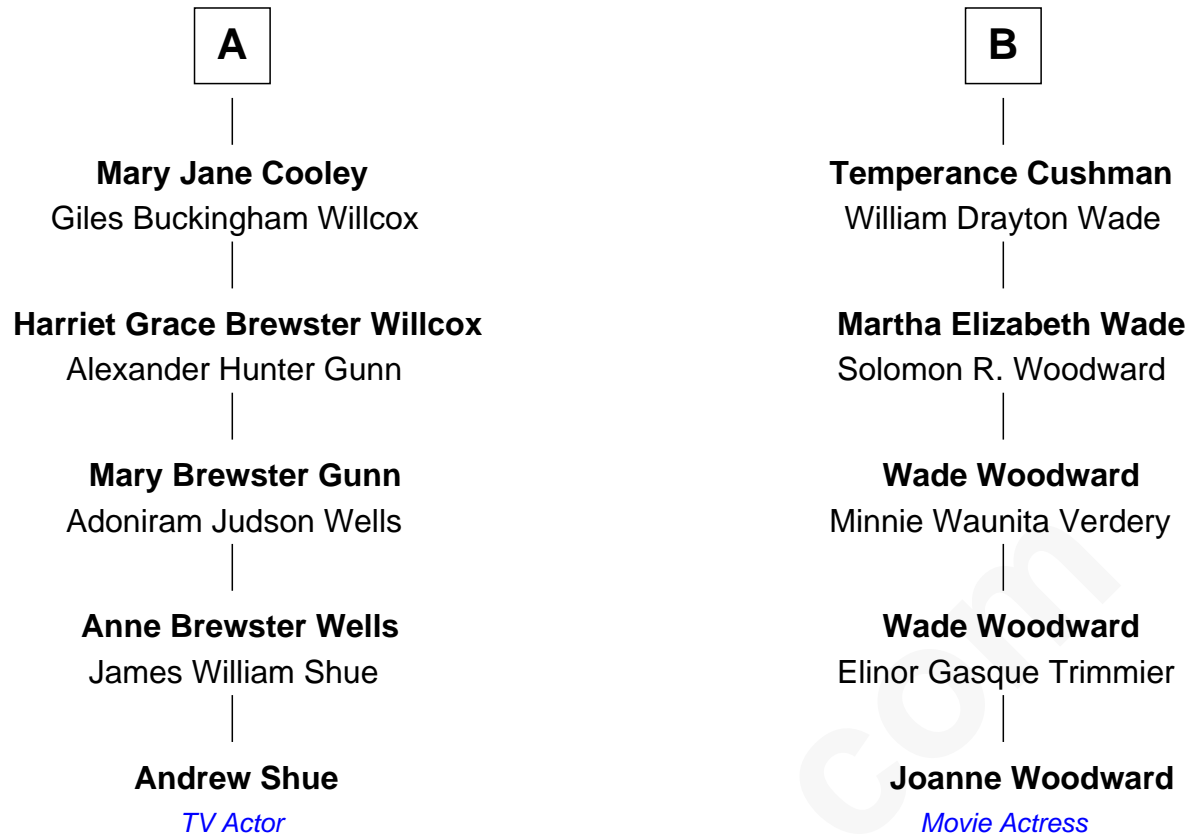 A
Mary Jane Cooley
Giles Buckingham Willcox
Harriet Grace Brewster Willcox
Alexander Hunter Gunn
Mary Brewster Gunn
Adoniram Judson Wells
Anne Brewster Wells
James William Shue
Andrew Shue
TV Actor
B
Temperance Cushman
William Drayton Wade
Martha Elizabeth Wade
Solomon R. Woodward
Wade Woodward
Minnie Waunita Verdery
Wade Woodward
Elinor Gasque Trimmier
Joanne Woodward
Movie Actress
com